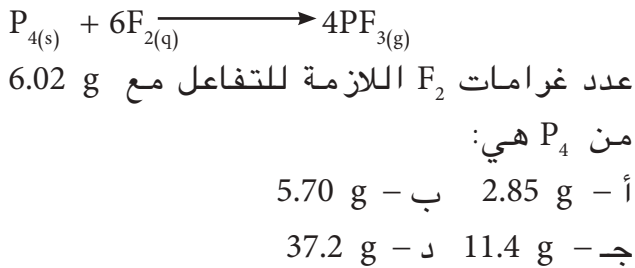 P₄₍ₛ₎ + 6F₂₍q₎ ⟶ 4PF₃₍g₎
عدد غرامات F₂ اللازمة للتفاعل مع 6.02 g
من P₄ هي:
أ – 2.85 g ب – 5.70 g
جـ – 11.4 g د – 37.2 g